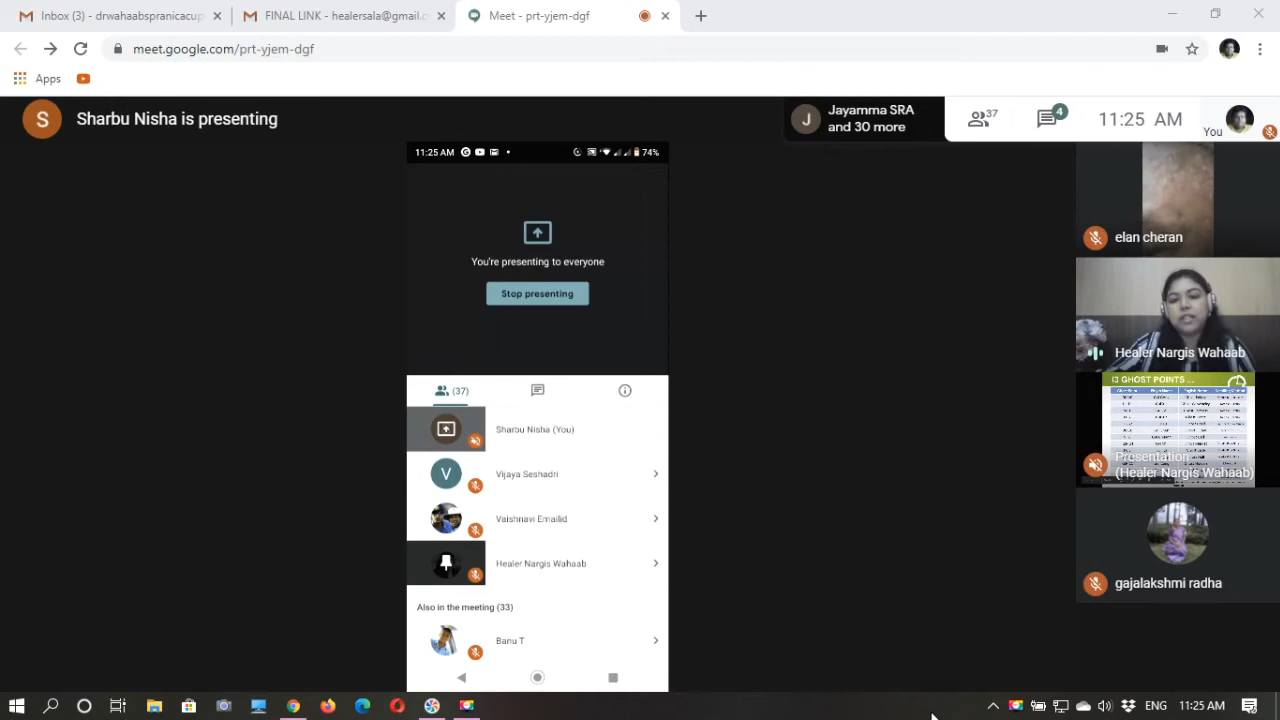 Inbox (3) - drwahaabspranicacup
FINAL LINK - healersala@gmail.c
Meet - prt-yjem-dgf
meet.google.com/prt-yjem-dgf
Apps
S
Sharbu Nisha is presenting
J
Jayamma SRA
and 30 more
37
4
11:25 AM
You
11:25 AM
74%
You're presenting to everyone
Stop presenting
(37)
Sharbu Nisha (You)
V
Vijaya Seshadri
Vaishnavi Emailid
Healer Nargis Wahaab
Also in the meeting (33)
Banu T
elan cheran
Healer Nargis Wahaab
13 GHOST POINTS ...
Presentation
(Healer Nargis Wahaab)
gajalakshmi radha
ENG
11:25 AM